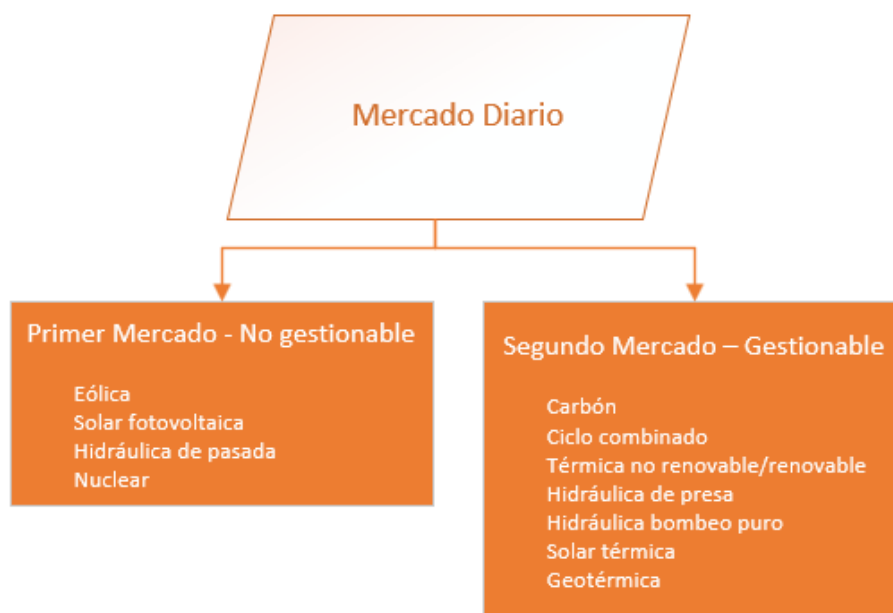 Mercado Diario
Primer Mercado - No gestionable
Eólica
Solar fotovoltaica
Hidráulica de pasada
Nuclear
Segundo Mercado – Gestionable
Carbón
Ciclo combinado
Térmica no renovable/renovable
Hidráulica de presa
Hidráulica bombeo puro
Solar térmica
Geotérmica